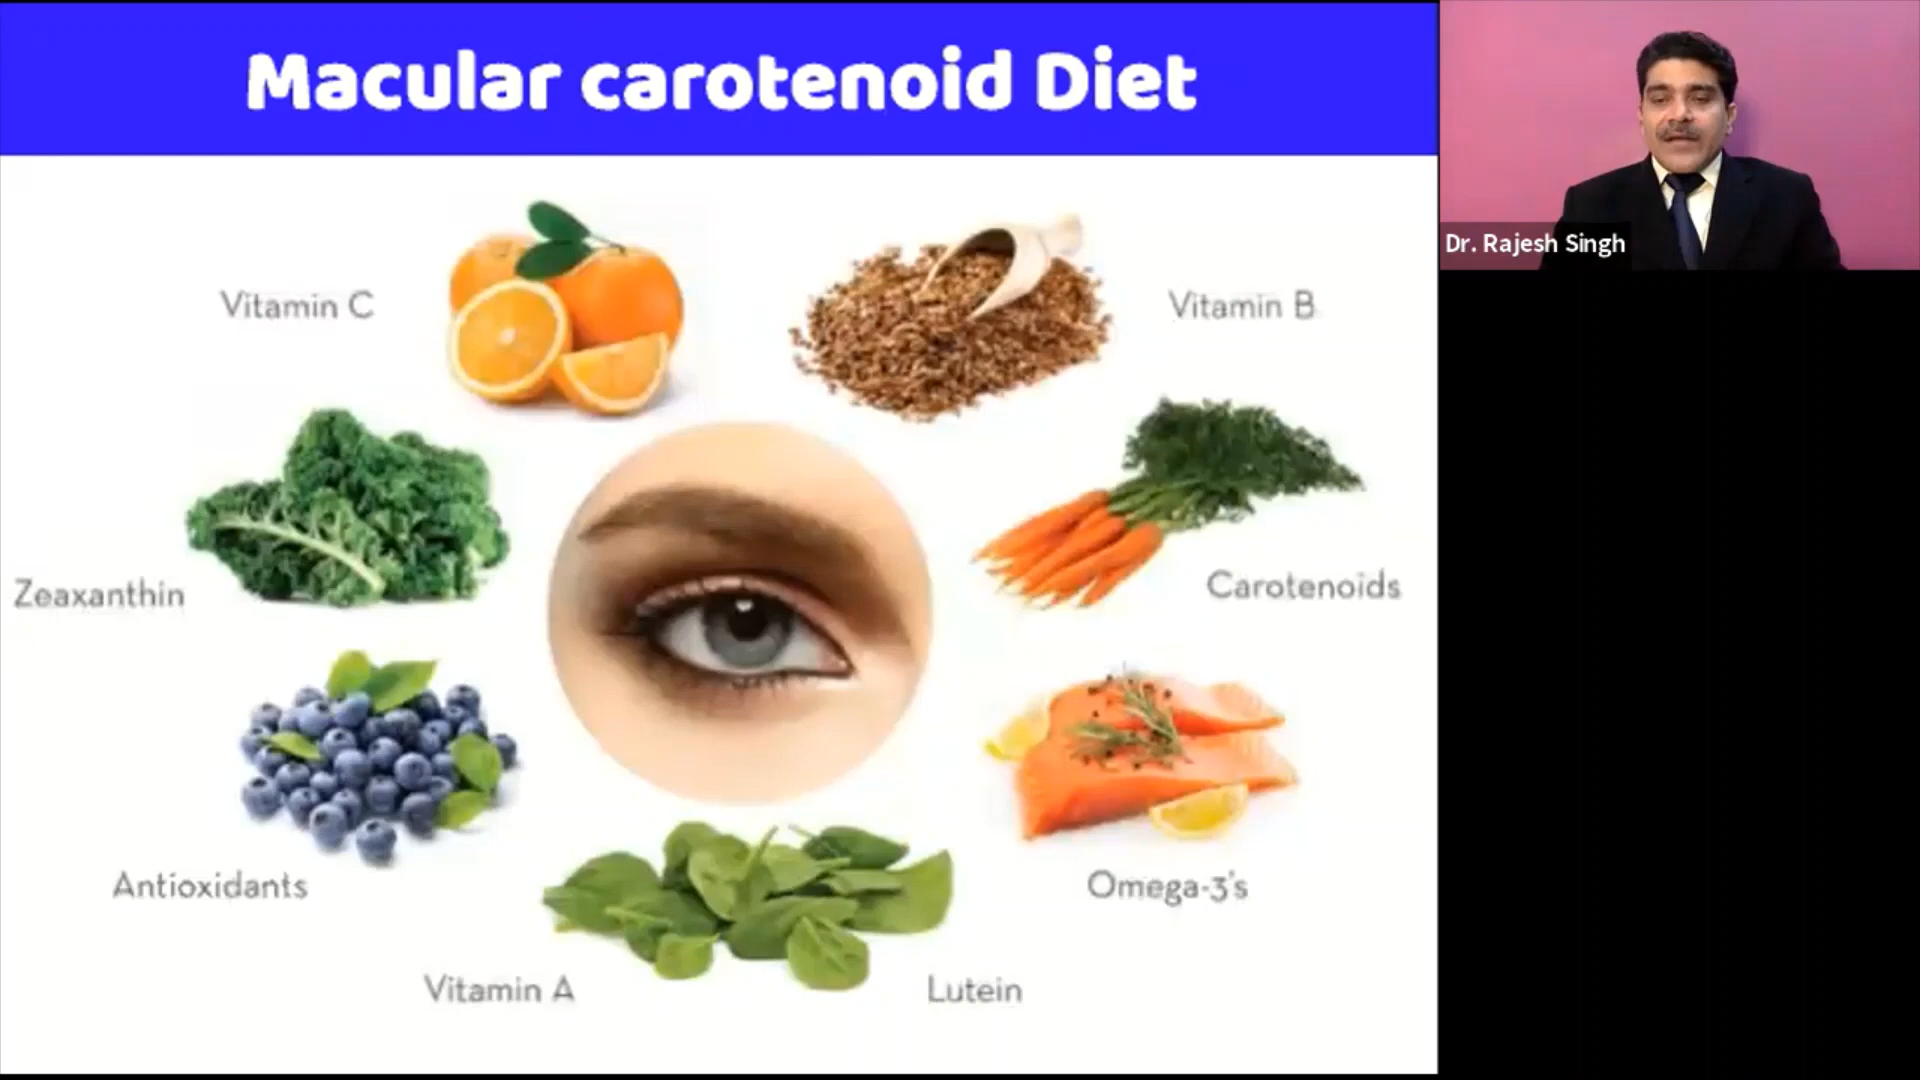 Macular carotenoid Diet
Dr. Rajesh Singh
Vitamin C
Vitamin B
Zeaxanthin
Carotenoids
Antioxidants
Omega-3's
Vitamin A
Lutein